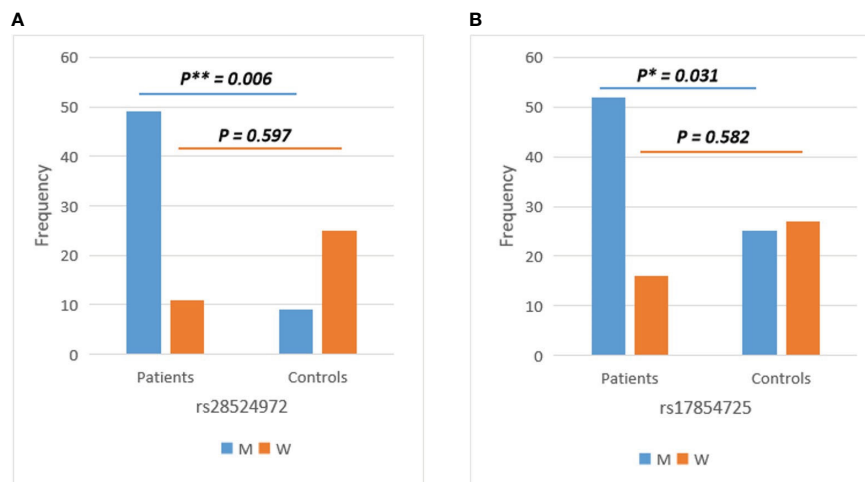 A
60
50
40
30
20
10
0
Frequency
P** = 0.006
P = 0.597
Patients
Controls
rs28524972
M W
B
60
50
40
30
20
10
0
Frequency
P* = 0.031
P = 0.582
Patients
Controls
rs17854725
M W